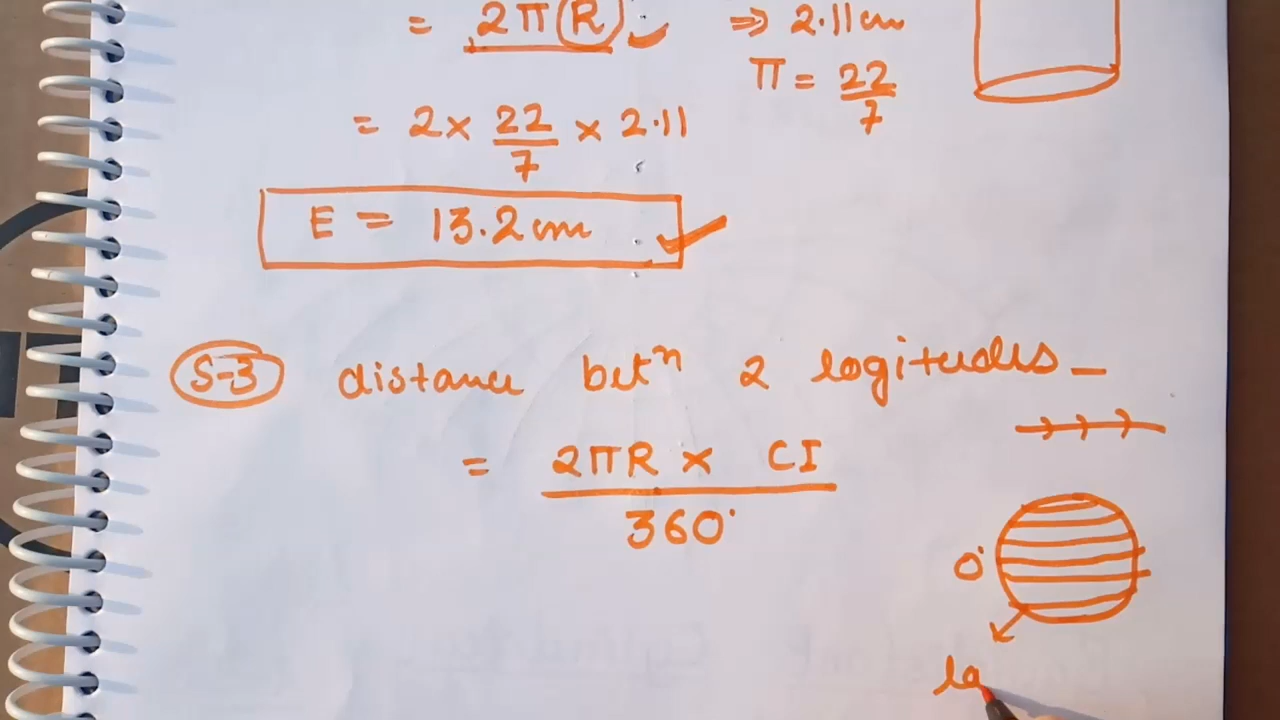 = 2πR ⇒ 2.11cm
π = 22/7
= 2 x 22/7 x 2.11
E = 13.2cm
S-3 distance betⁿ 2 logitudes -
= 2πR x CI / 360°
0°
la